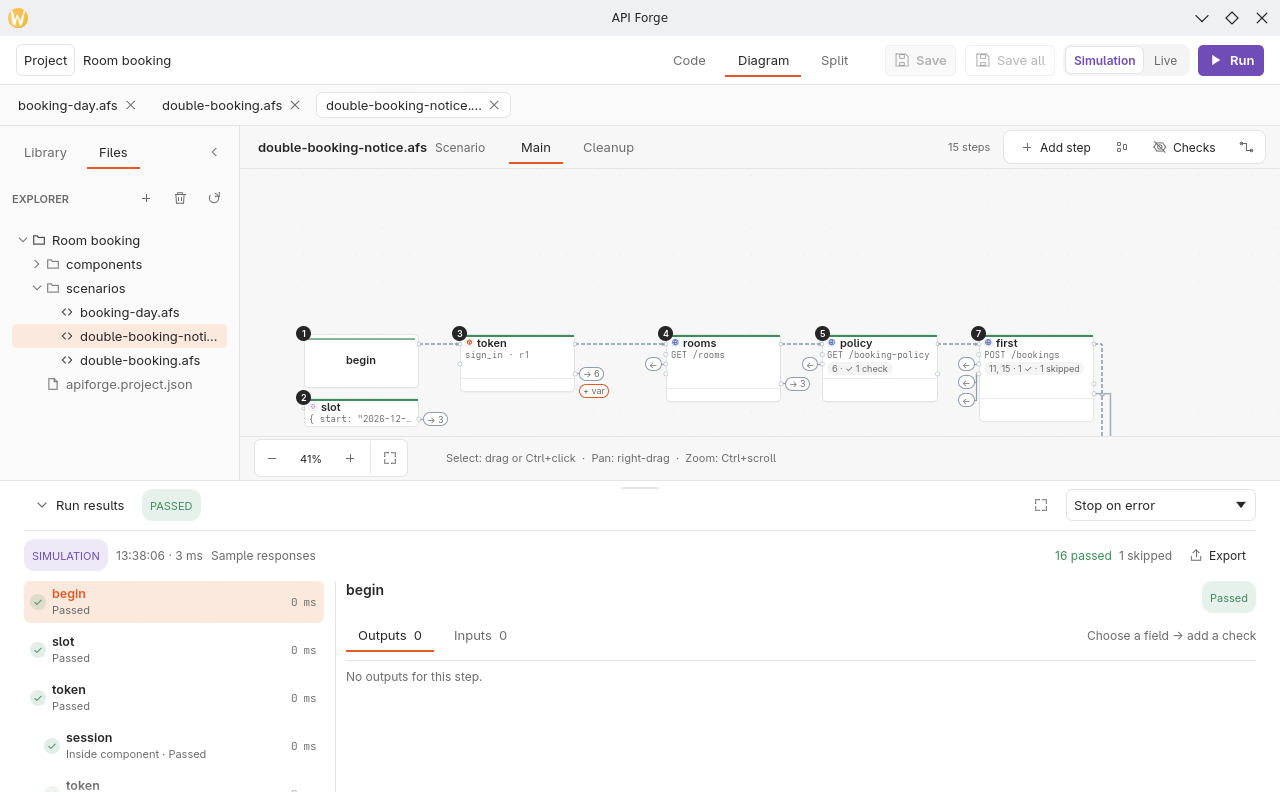 API Forge
Project
Room booking
Code
Diagram
Split
Save
Save all
Simulation
Live
Run
booking-day.afs
double-booking.afs
double-booking-notice....
Library
Files
double-booking-notice.afs
Scenario
Main
Cleanup
15 steps
Add step
Checks
EXPLORER
Room booking
components
scenarios
booking-day.afs
double-booking-noti...
double-booking.afs
apiforge.project.json
1
begin
2
slot
{ start: "2026-12-…
→ 3
3
token
sign_in · r1
→ 6
+ var
4
rooms
GET /rooms
←
→ 3
5
policy
GET /booking-policy
6 · ✓ 1 check
←
7
first
POST /bookings
11, 15 · 1 ✓ · 1 skipped
←
←
←
41%
Select: drag or Ctrl+click · Pan: right-drag · Zoom: Ctrl+scroll
Run results
PASSED
Stop on error
SIMULATION
13:38:06 · 3 ms
Sample responses
16 passed
1 skipped
Export
begin
Passed
0 ms
slot
Passed
0 ms
token
Passed
0 ms
session
Inside component · Passed
0 ms
token
begin
Passed
Outputs 0
Inputs 0
Choose a field → add a check
No outputs for this step.